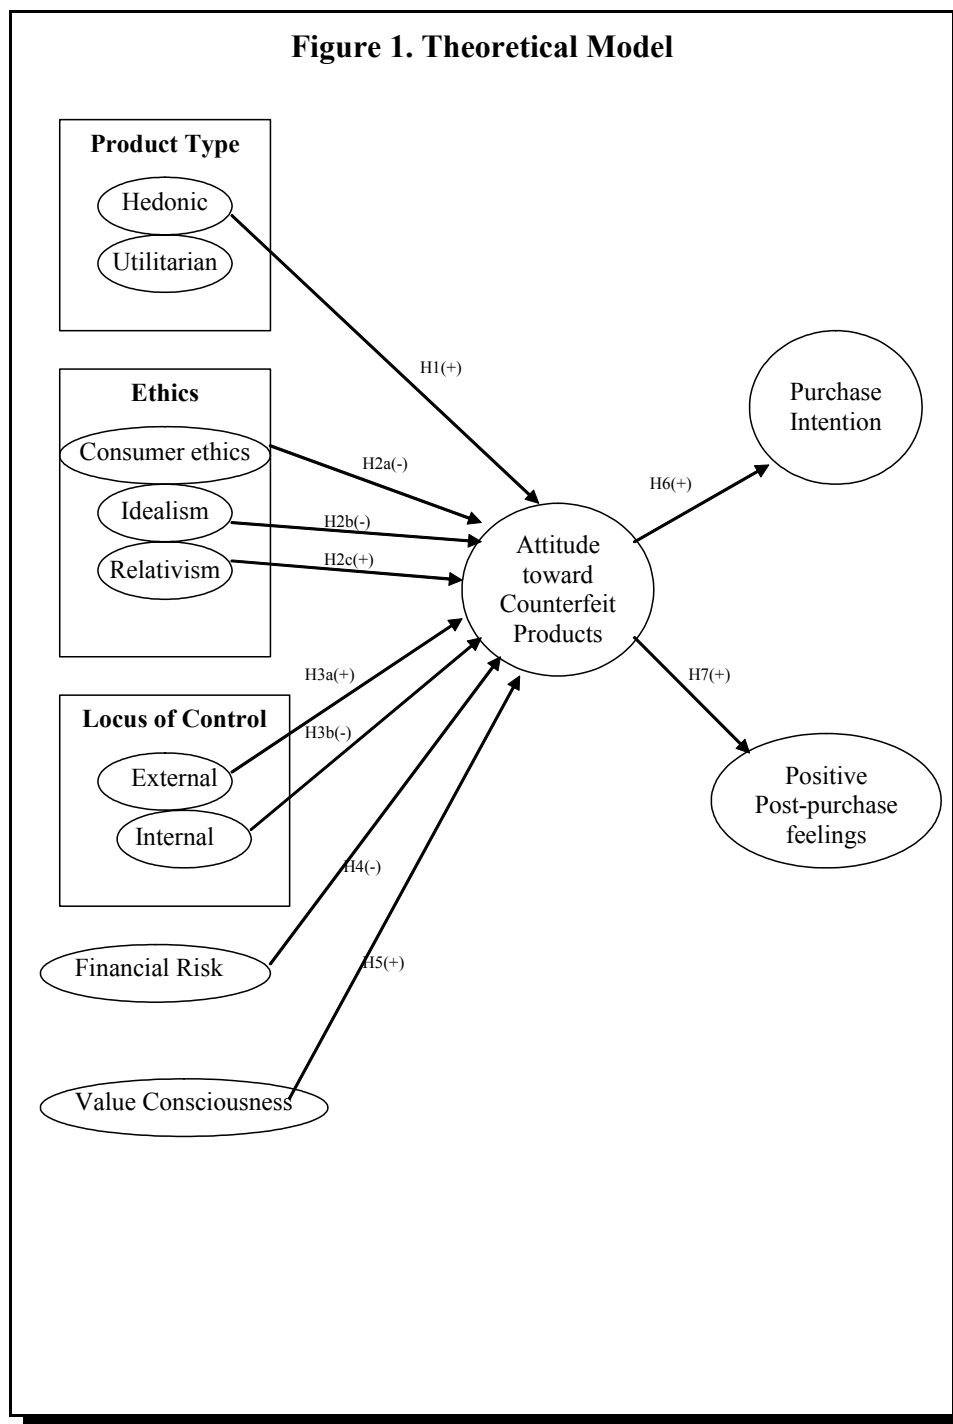 Figure 1. Theoretical Model
Product Type
Hedonic
Utilitarian
H1(+)
Ethics
Consumer ethics
Idealism
Relativism
H2a(-)
H2b(-)
H2c(+)
Locus of Control
External
Internal
H3a(+)
H3b(-)
Financial Risk
H4(-)
Value Consciousness
H5(+)
Attitude
toward
Counterfeit
Products
H6(+)
Purchase
Intention
H7(+)
Positive
Post-purchase
feelings